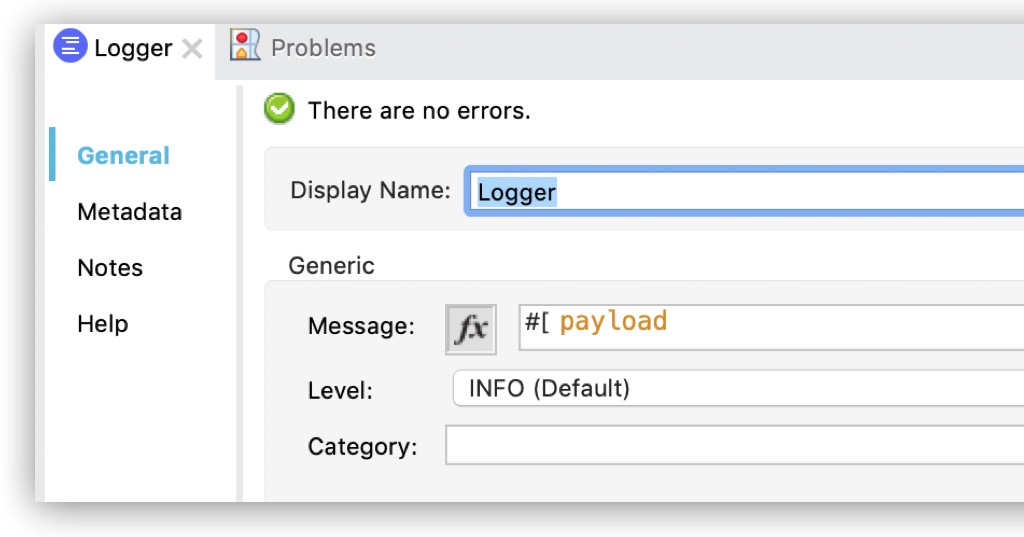 Logger
Problems
There are no errors.
General
Metadata
Notes
Help
Display Name: Logger
Generic
Message: fx #[ payload
Level: INFO (Default)
Category: